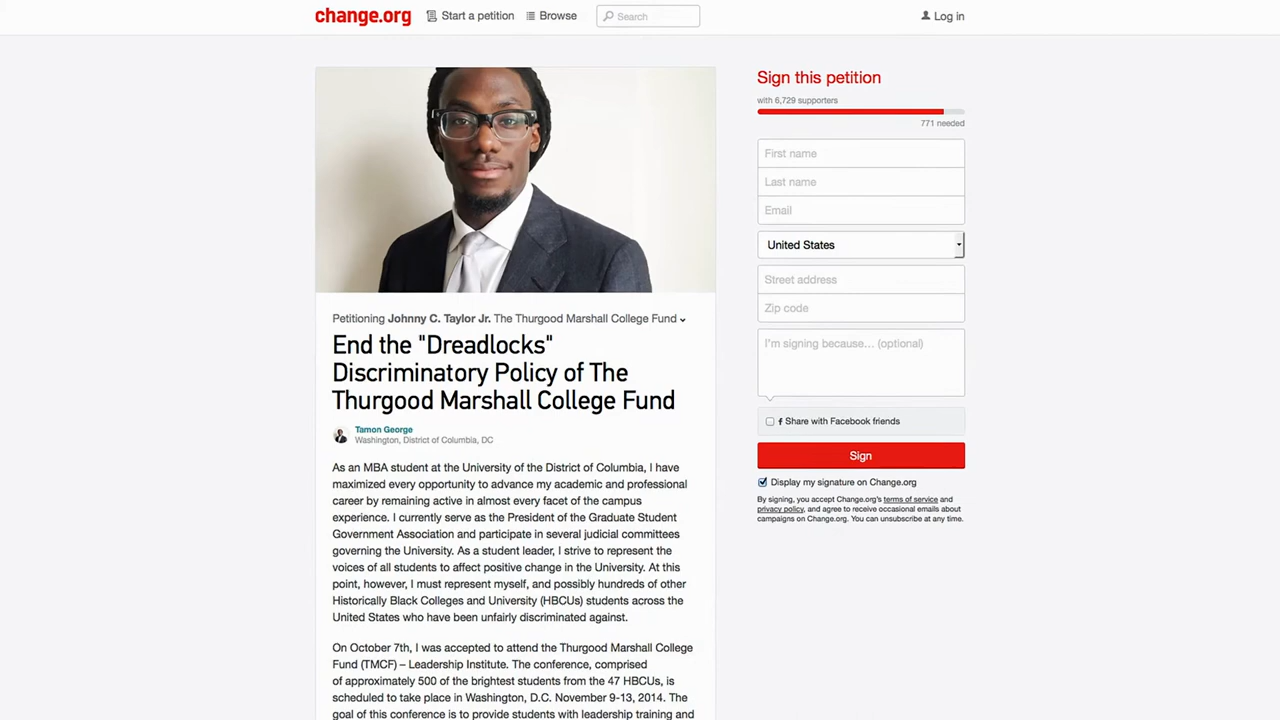 change.org
Start a petition
Browse
Search
Log in
Petitioning Johnny C. Taylor Jr. The Thurgood Marshall College Fund
End the "Dreadlocks"
Discriminatory Policy of The
Thurgood Marshall College Fund
Tamon George
Washington, District of Columbia, DC
As an MBA student at the University of the District of Columbia, I have
maximized every opportunity to advance my academic and professional
career by remaining active in almost every facet of the campus
experience. I currently serve as the President of the Graduate Student
Government Association and participate in several judicial committees
governing the University. As a student leader, I strive to represent the
voices of all students to affect positive change in the University. At this
point, however, I must represent myself, and possibly hundreds of other
Historically Black Colleges and University (HBCUs) students across the
United States who have been unfairly discriminated against.
On October 7th, I was accepted to attend the Thurgood Marshall College
Fund (TMCF) – Leadership Institute. The conference, comprised
of approximately 500 of the brightest students from the 47 HBCUs, is
scheduled to take place in Washington, D.C. November 9-13, 2014. The
goal of this conference is to provide students with leadership training and
Sign this petition
with 6,729 supporters
771 needed
First name
Last name
Email
United States
Street address
Zip code
I'm signing because... (optional)
f Share with Facebook friends
Sign
Display my signature on Change.org
By signing, you accept Change.org's terms of service and
privacy policy, and agree to receive occasional emails about
campaigns on Change.org. You can unsubscribe at any time.